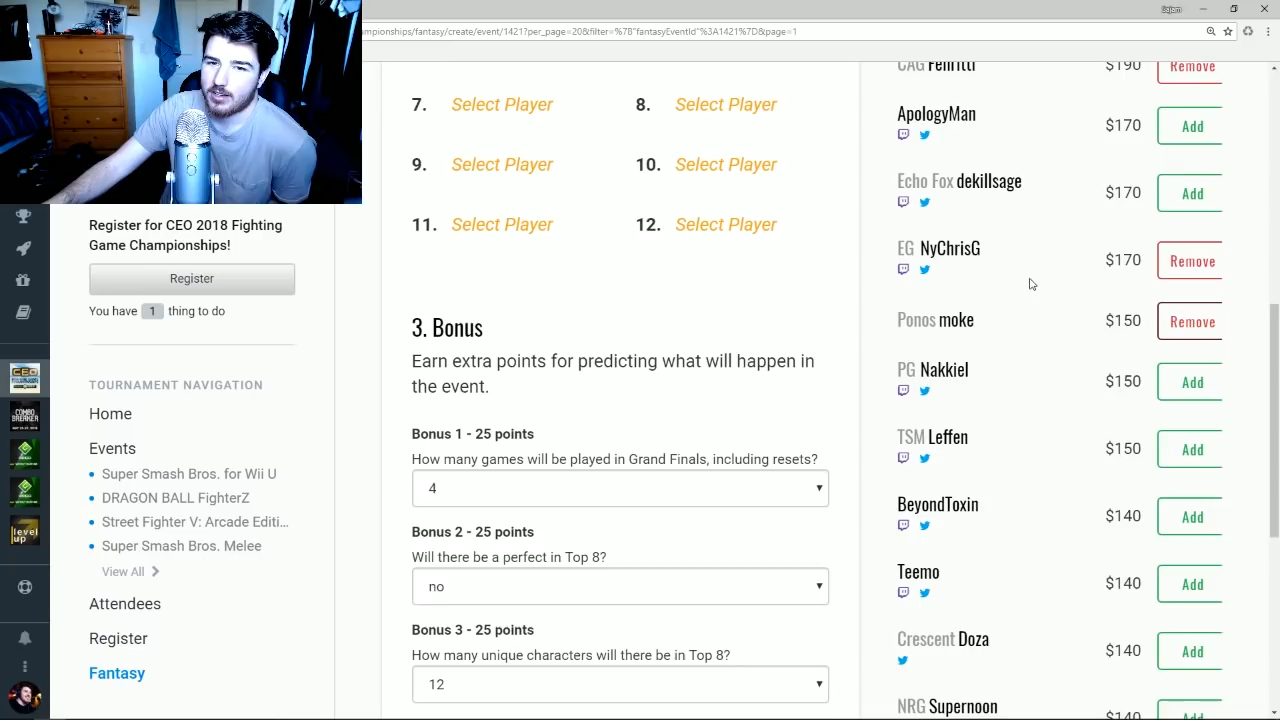 championships/fantasy/create/event/1421?per_page=20&filter=%7B"fantasyEventId"%3A1421%7D&page=1
7. Select Player 8. Select Player
9. Select Player 10. Select Player
11. Select Player 12. Select Player
3. Bonus
Earn extra points for predicting what will happen in
the event.
Bonus 1 - 25 points
How many games will be played in Grand Finals, including resets?
4
Bonus 2 - 25 points
Will there be a perfect in Top 8?
no
Bonus 3 - 25 points
How many unique characters will there be in Top 8?
12
Register for CEO 2018 Fighting
Game Championships!
Register
You have 1 thing to do
TOURNAMENT NAVIGATION
Home
Events
Super Smash Bros. for Wii U
DRAGON BALL FighterZ
Street Fighter V: Arcade Editi...
Super Smash Bros. Melee
View All
Attendees
Register
Fantasy
CAG Fenritti $190 Remove
ApologyMan $170 Add
Echo Fox dekillsage $170 Add
EG NyChrisG $170 Remove
Ponos moke $150 Remove
PG Nakkiel $150 Add
TSM Leffen $150 Add
BeyondToxin $140 Add
Teemo $140 Add
Crescent Doza $140 Add
NRG Supernoon $140 Add
CEO
COMBO
BREAKER
level
up